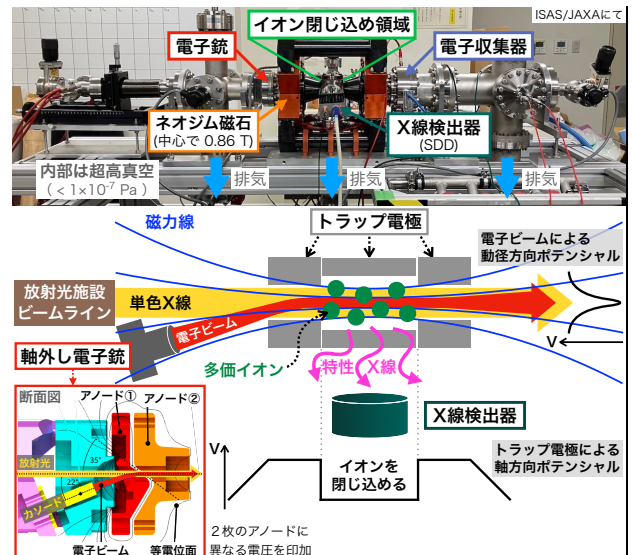 ISAS/JAXAにて
イオン閉じ込め領域
電子銃
電子収集器
ネオジム磁石
(中心で 0.86 T)
X線検出器
(SDD)
内部は超高真空
( < 1×10⁻⁷ Pa )
排気
排気
排気
磁力線
トラップ電極
電子ビームによる
動径方向ポテンシャル
放射光施設
ビームライン
単色X線
電子ビーム
V
軸外し電子銃
多価イオン
特性 X線
断面図
アノード①
アノード②
X線検出器
V
放射光
35°
22°
カソード
イオンを
閉じ込める
トラップ電極による
軸方向ポテンシャル
電子ビーム
等電位面
２枚のアノードに
異なる電圧を印加